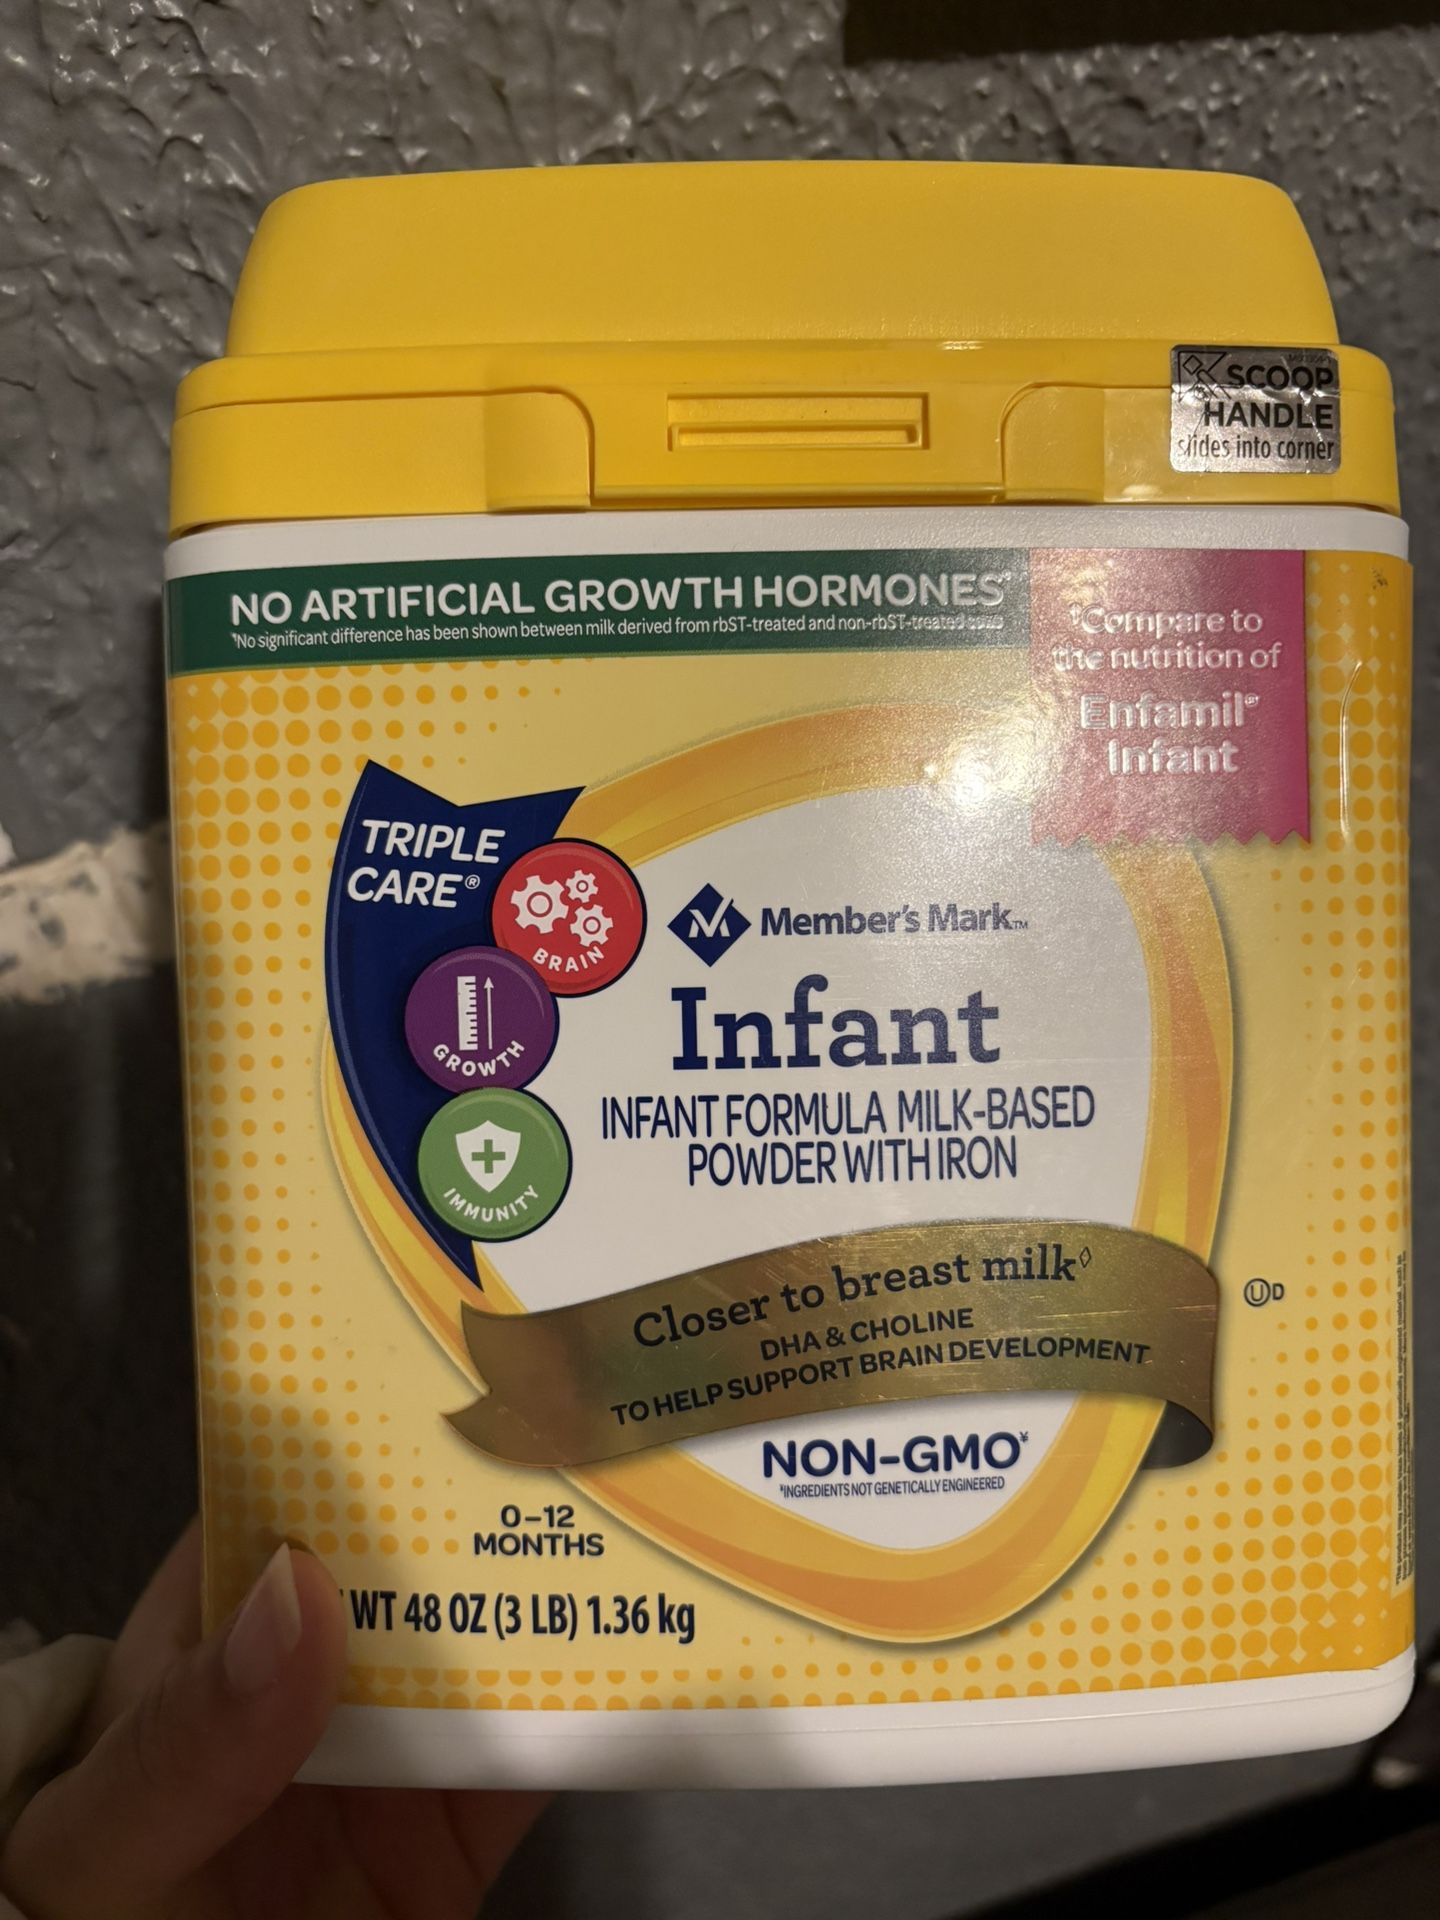 SCOOP
HANDLE
slides into corner
NO ARTIFICIAL GROWTH HORMONES*
*No significant difference has been shown between milk derived from rbST-treated and non-rbST-treated cows
†Compare to
the nutrition of
Enfamil®
Infant
TRIPLE
CARE®
BRAIN
GROWTH
IMMUNITY
Member's Mark™
Infant
INFANT FORMULA MILK-BASED
POWDER WITH IRON
Closer to breast milk◊
DHA & CHOLINE
TO HELP SUPPORT BRAIN DEVELOPMENT
UD
NON-GMO¥
¥INGREDIENTS NOT GENETICALLY ENGINEERED
0-12
MONTHS
WT 48 OZ (3 LB) 1.36 kg